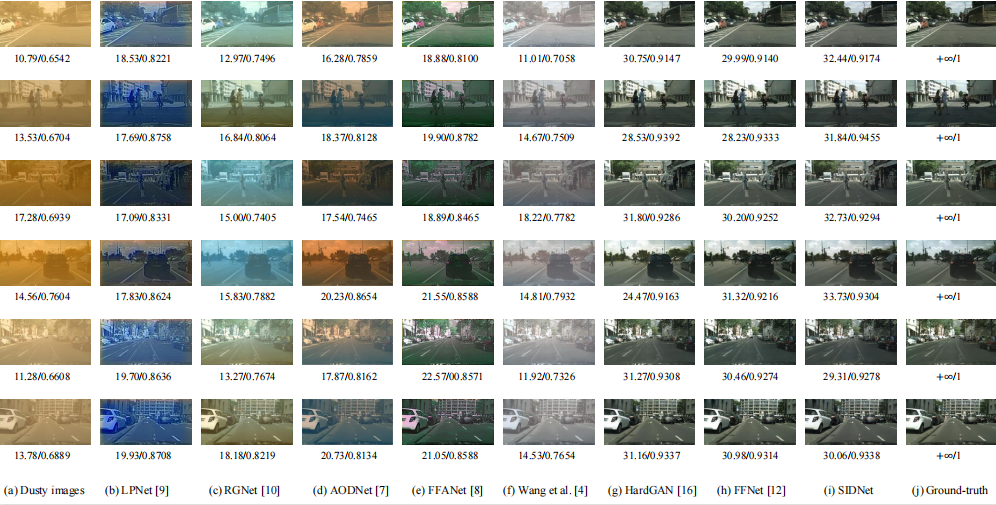 10.79/0.6542 18.53/0.8221 12.97/0.7496 16.28/0.7859 18.88/0.8100 11.01/0.7058 30.75/0.9147 29.99/0.9140 32.44/0.9174 +∞/1
13.53/0.6704 17.69/0.8758 16.84/0.8064 18.37/0.8128 19.90/0.8782 14.67/0.7509 28.53/0.9392 28.23/0.9333 31.84/0.9455 +∞/1
17.28/0.6939 17.09/0.8331 15.00/0.7405 17.54/0.7465 18.89/0.8465 18.22/0.7782 31.80/0.9286 30.20/0.9252 32.73/0.9294 +∞/1
14.56/0.7604 17.83/0.8624 15.83/0.7882 20.23/0.8654 21.55/0.8588 14.81/0.7932 24.47/0.9163 31.32/0.9216 33.73/0.9304 +∞/1
11.28/0.6608 19.70/0.8636 13.27/0.7674 17.87/0.8162 22.57/00.8571 11.92/0.7326 31.27/0.9308 30.46/0.9274 29.31/0.9278 +∞/1
13.78/0.6889 19.93/0.8708 18.18/0.8219 20.73/0.8134 21.05/0.8588 14.53/0.7654 31.16/0.9337 30.98/0.9314 30.06/0.9338 +∞/1
(a) Dusty images (b) LPNet [9] (c) RGNet [10] (d) AODNet [7] (e) FFANet [8] (f) Wang et al. [4] (g) HardGAN [16] (h) FFNet [12] (i) SIDNet (j) Ground-truth